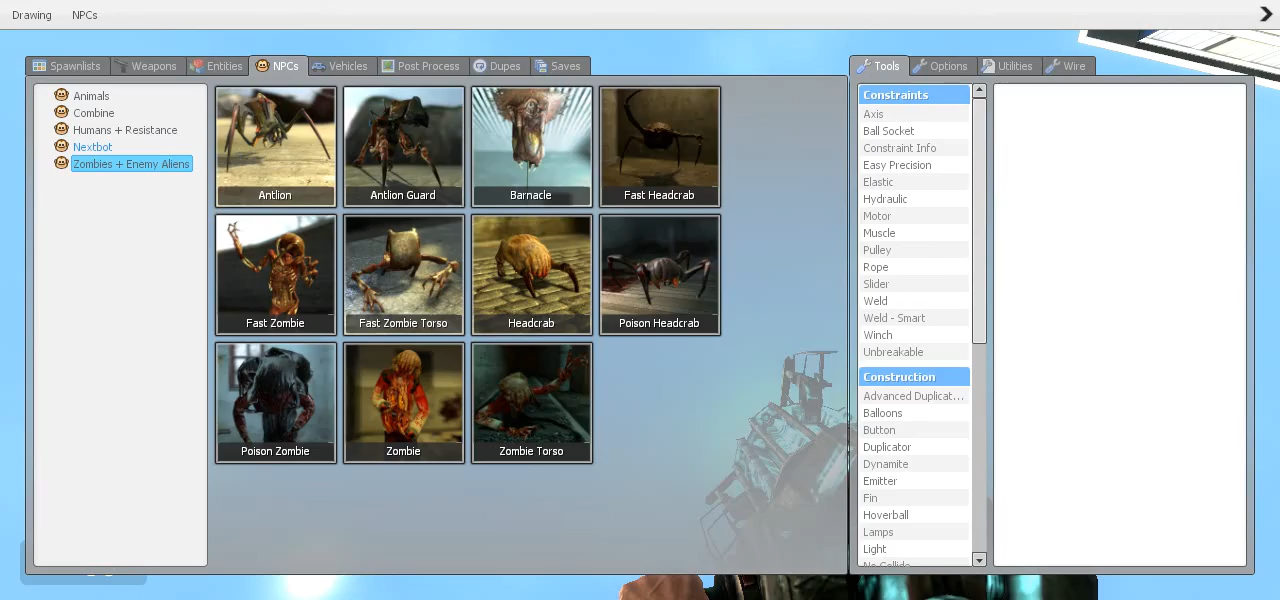 Drawing NPCs
Spawnlists Weapons Entities NPCs Vehicles Post Process Dupes Saves
Animals
Combine
Humans + Resistance
Nextbot
Zombies + Enemy Aliens
Antlion Antlion Guard Barnacle Fast Headcrab
Fast Zombie Fast Zombie Torso Headcrab Poison Headcrab
Poison Zombie Zombie Zombie Torso
Tools Options Utilities Wire
Constraints
Axis
Ball Socket
Constraint Info
Easy Precision
Elastic
Hydraulic
Motor
Muscle
Pulley
Rope
Slider
Weld
Weld - Smart
Winch
Unbreakable
Construction
Advanced Duplicat...
Balloons
Button
Duplicator
Dynamite
Emitter
Fin
Hoverball
Lamps
Light
No Collide